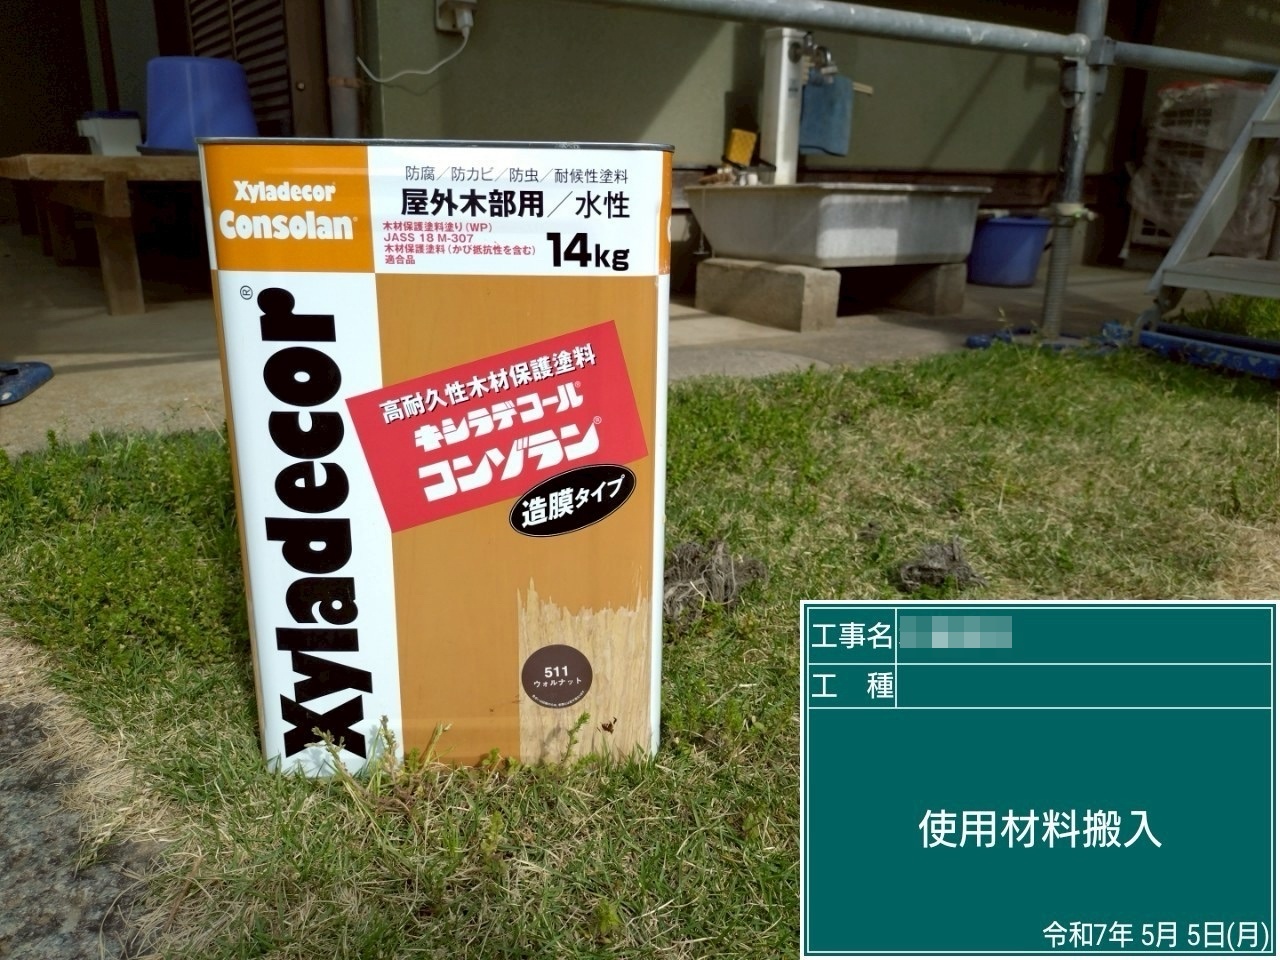 Xyladecor
Consolan®
防腐/防カビ/防虫/耐候性塗料
屋外木部用/水性
木材保護塗料塗り(WP)
JASS 18 M-307
木材保護塗料(かび抵抗性を含む)
適合品
14kg
Xyladecor®
高耐久性木材保護塗料
キシラデコール®
コンゾラン®
造膜タイプ
511
ウォルナット
工事名
工 種
使用材料搬入
令和7年 5月 5日(月)